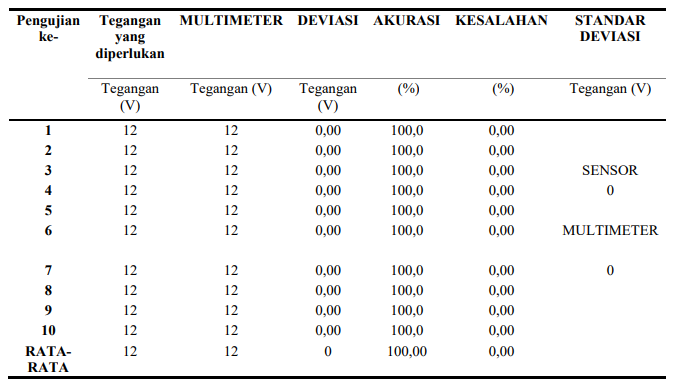 Pengujian ke- Tegangan yang diperlukan MULTIMETER DEVIASI AKURASI KESALAHAN STANDAR DEVIASI
Tegangan (V) Tegangan (V) Tegangan (V) (%) (%) Tegangan (V)
1 12 12 0,00 100,0 0,00
2 12 12 0,00 100,0 0,00
3 12 12 0,00 100,0 0,00 SENSOR
4 12 12 0,00 100,0 0,00 0
5 12 12 0,00 100,0 0,00
6 12 12 0,00 100,0 0,00 MULTIMETER
7 12 12 0,00 100,0 0,00 0
8 12 12 0,00 100,0 0,00
9 12 12 0,00 100,0 0,00
10 12 12 0,00 100,0 0,00
RATA-RATA 12 12 0 100,00 0,00